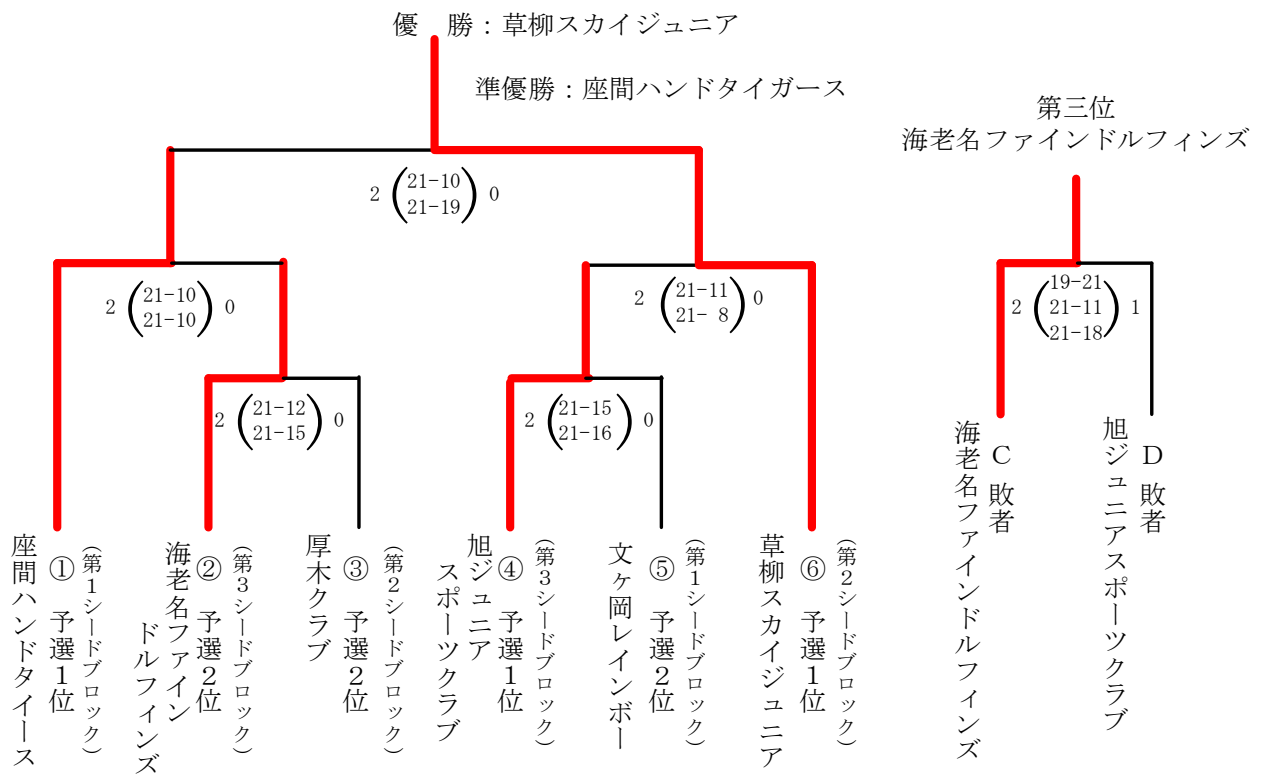 優　勝：草柳スカイジュニア
準優勝：座間ハンドタイガース
第三位
海老名ファインドルフィンズ
2 (21-10 21-19) 0
2 (21-10 21-10) 0
2 (21-11 21- 8) 0
2 (19-21 21-11 21-18) 1
2 (21-12 21-15) 0
2 (21-15 21-16) 0
(第1シードブロック)
① 予選1位
座間ハンドタイース
(第3シードブロック)
② 予選2位
海老名ファイン
ドルフィンズ
(第2シードブロック)
③ 予選2位
厚木クラブ
(第3シードブロック)
④ 予選1位
旭ジュニア
スポーツクラブ
(第1シードブロック)
⑤ 予選2位
文ヶ岡レインボー
(第2シードブロック)
⑥ 予選1位
草柳スカイジュニア
C 敗者
海老名ファインドルフィンズ
D 敗者
旭ジュニアスポーツクラブ